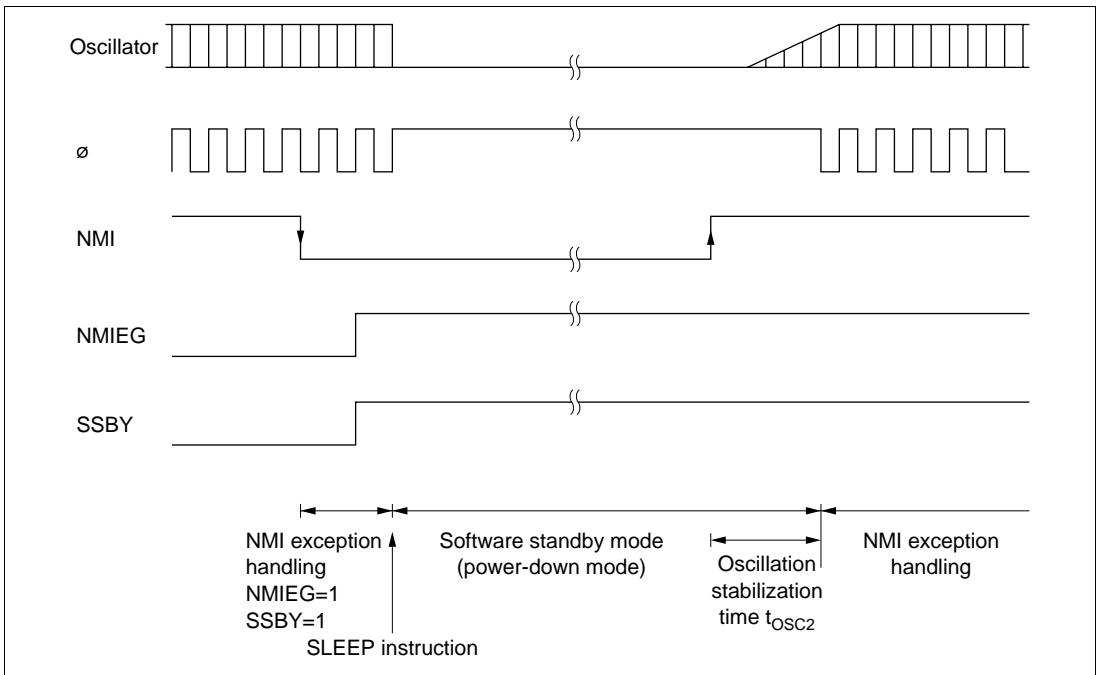 Oscillator
ø
NMI
NMIEG
SSBY
NMI exception
handling
NMIEG=1
SSBY=1
SLEEP instruction
Software standby mode
(power-down mode)
Oscillation
stabilization
time tOSC2
NMI exception
handling